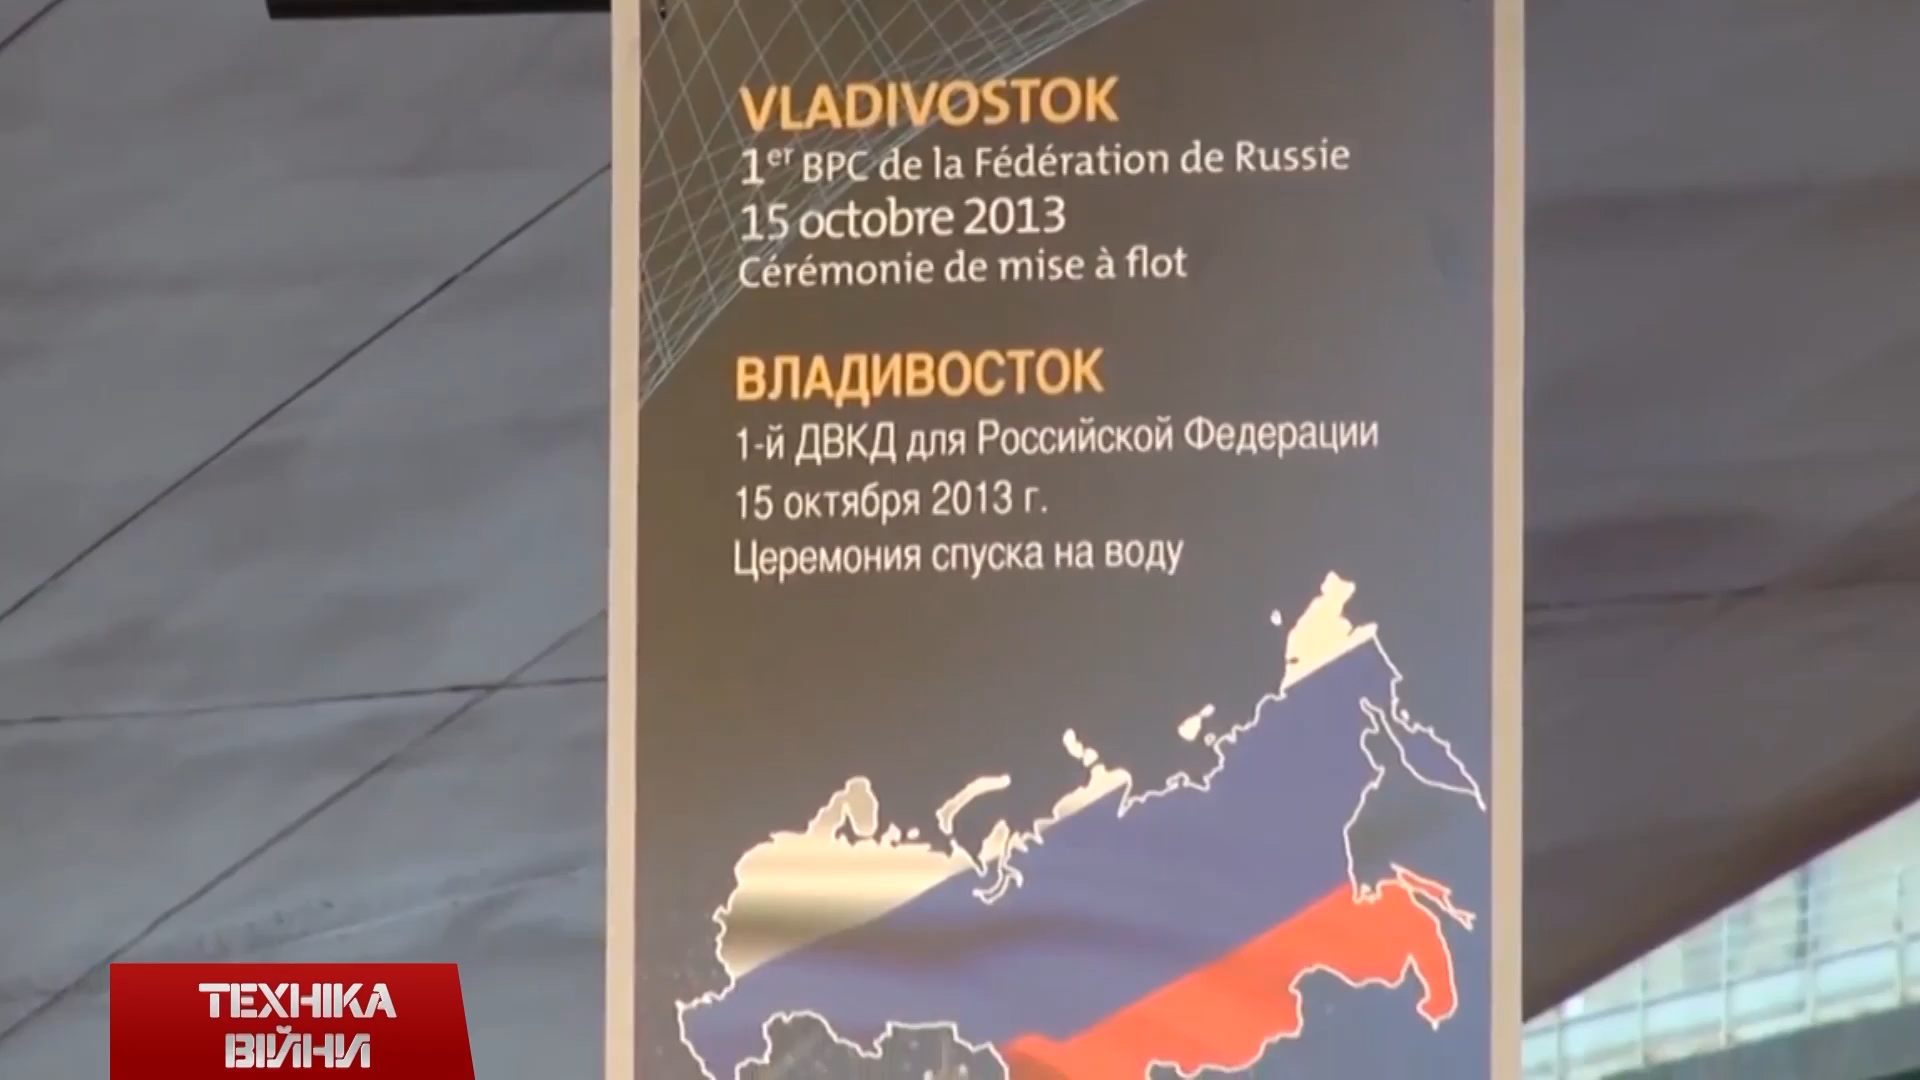 VLADIVOSTOK
1er BPC de la Fédération de Russie
15 octobre 2013
Cérémonie de mise à flot
ВЛАДИВОСТОК
1-й ДВКД для Российской Федерации
15 октября 2013 г.
Церемония спуска на воду
ТЕХНІКА
ВІЙНИ